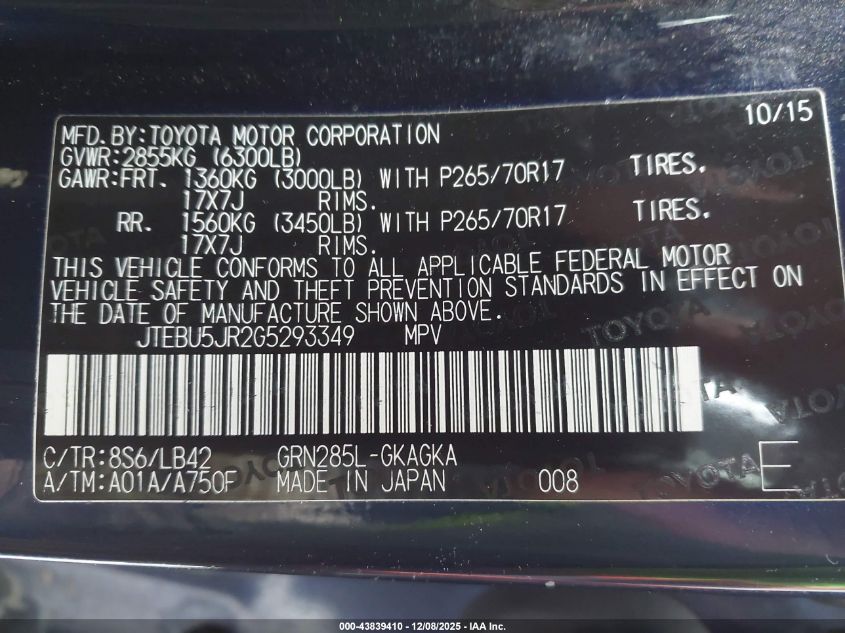 10/15
MFD.BY:TOYOTA MOTOR CORPORATION
GVWR:2855KG (6300LB)
GAWR:FRT. 1360KG (3000LB) WITH P265/70R17 TIRES.
17X7J RIMS.
RR. 1560KG (3450LB) WITH P265/70R17 TIRES.
17X7J RIMS.
THIS VEHICLE CONFORMS TO ALL APPLICABLE FEDERAL MOTOR
VEHICLE SAFETY AND THEFT PREVENTION STANDARDS IN EFFECT ON
THE DATE OF MANUFACTURE SHOWN ABOVE.
JTEBU5JR2G5293349 MPV
C/TR:8S6/LB42 GRN285L-GKAGKA
A/TM:A01A/A750F MADE IN JAPAN 008 E
TOYOTA
000-43839410 - 12/08/2025 - IAA Inc.